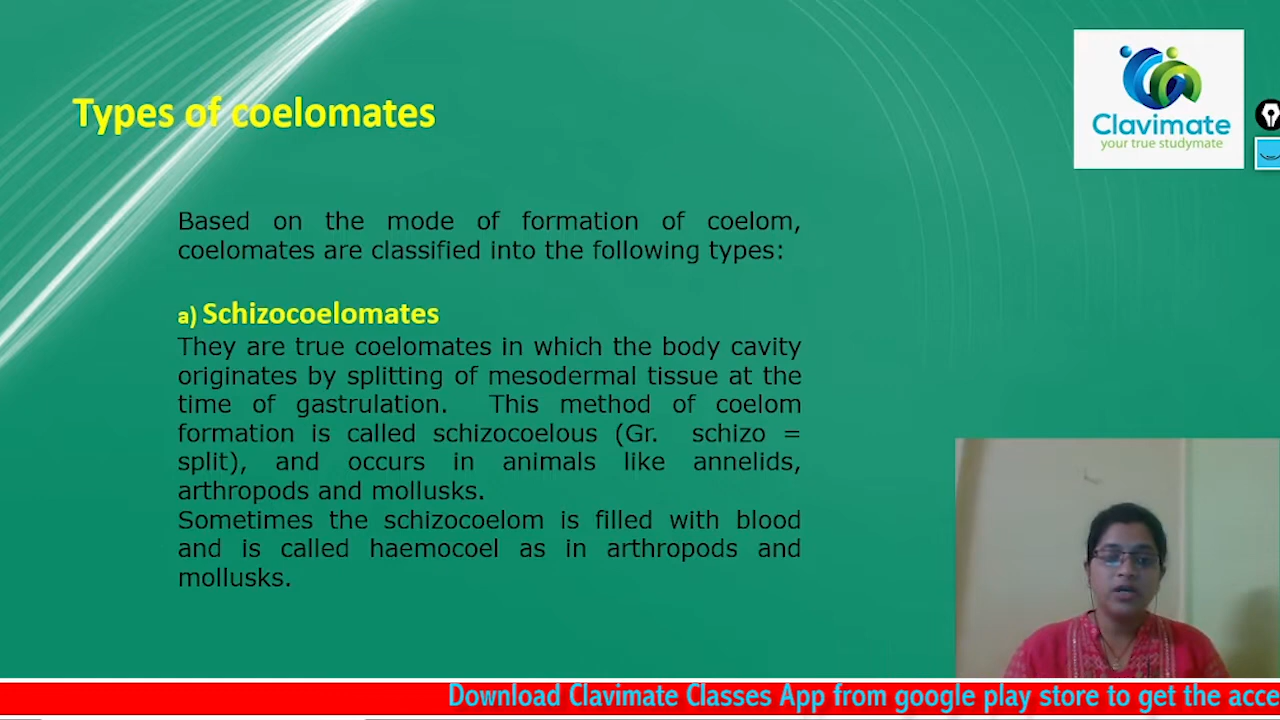 Types of coelomates
Clavimate
your true studymate
Based on the mode of formation of coelom,
coelomates are classified into the following types:
a) Schizocoelomates
They are true coelomates in which the body cavity
originates by splitting of mesodermal tissue at the
time of gastrulation. This method of coelom
formation is called schizocoelous (Gr. schizo =
split), and occurs in animals like annelids,
arthropods and mollusks.
Sometimes the schizocoelom is filled with blood
and is called haemocoel as in arthropods and
mollusks.
Download Clavimate Classes App from google play store to get the acce